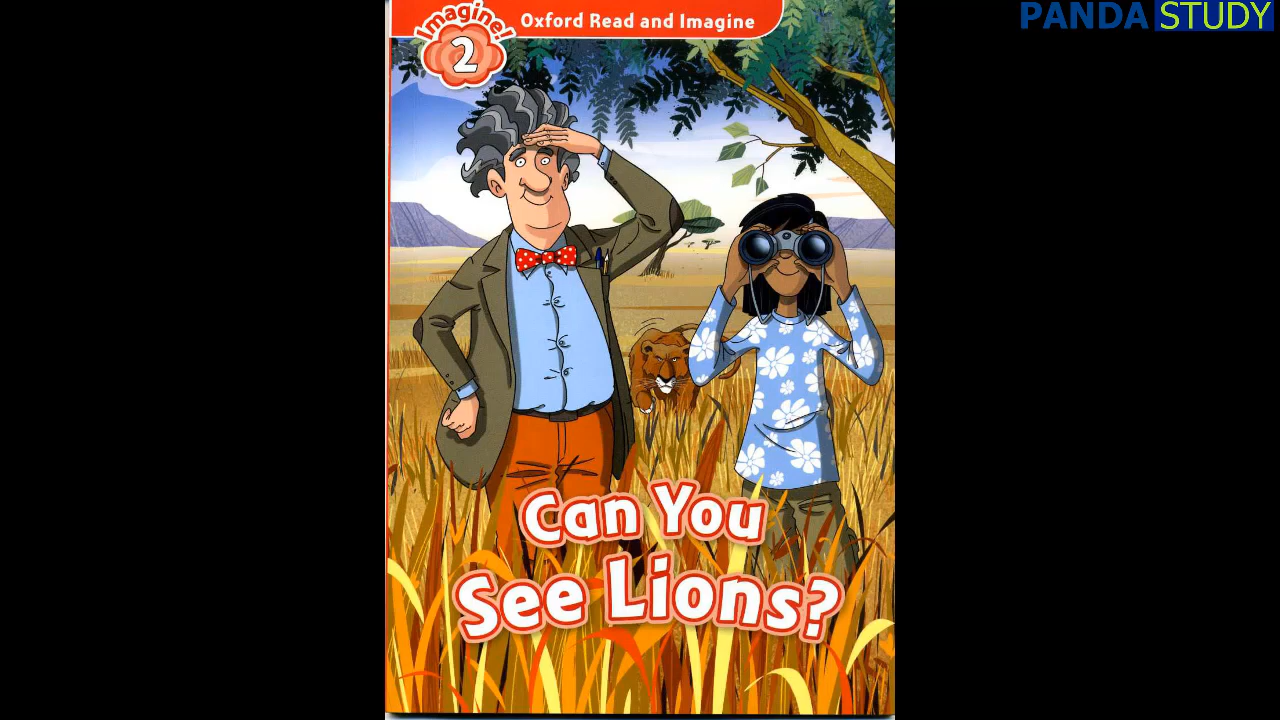 PANDA STUDY
Imagine!
2
Oxford Read and Imagine
Can You
See Lions?